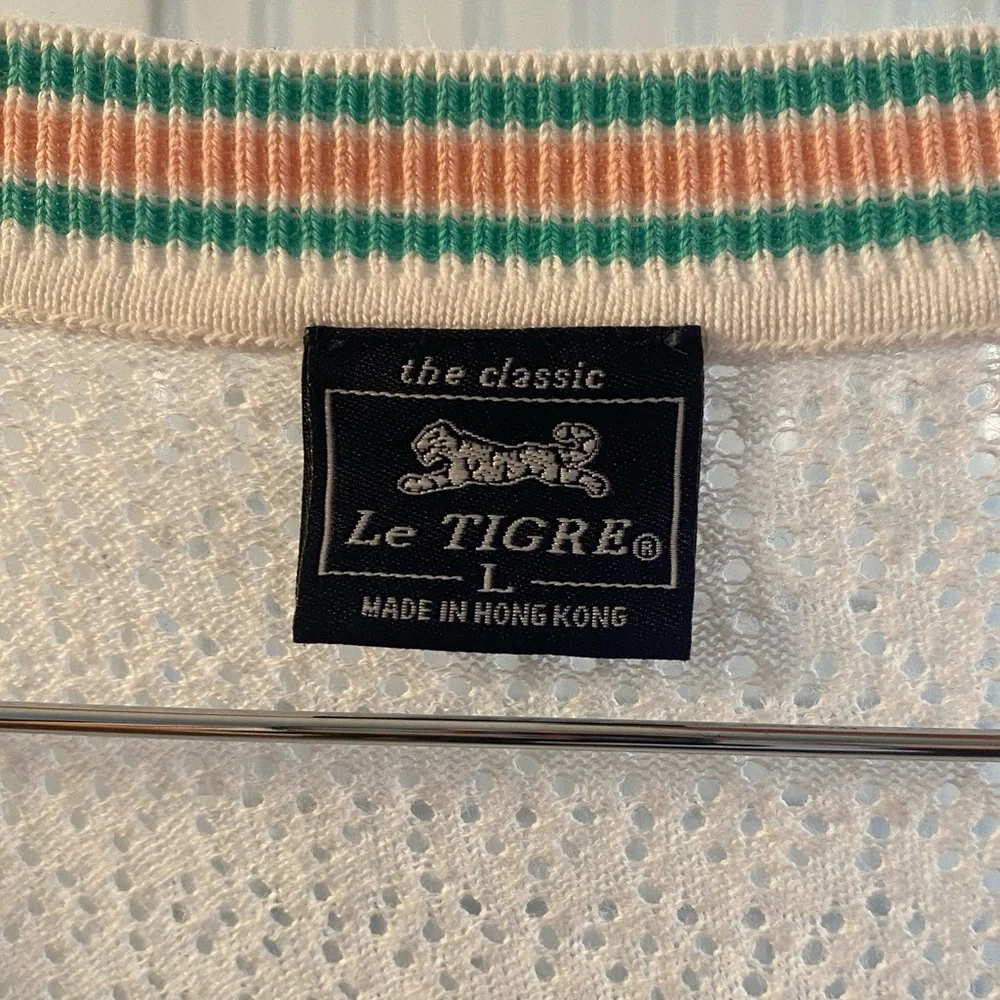 the classic
Le TIGRE®
L
MADE IN HONG KONG